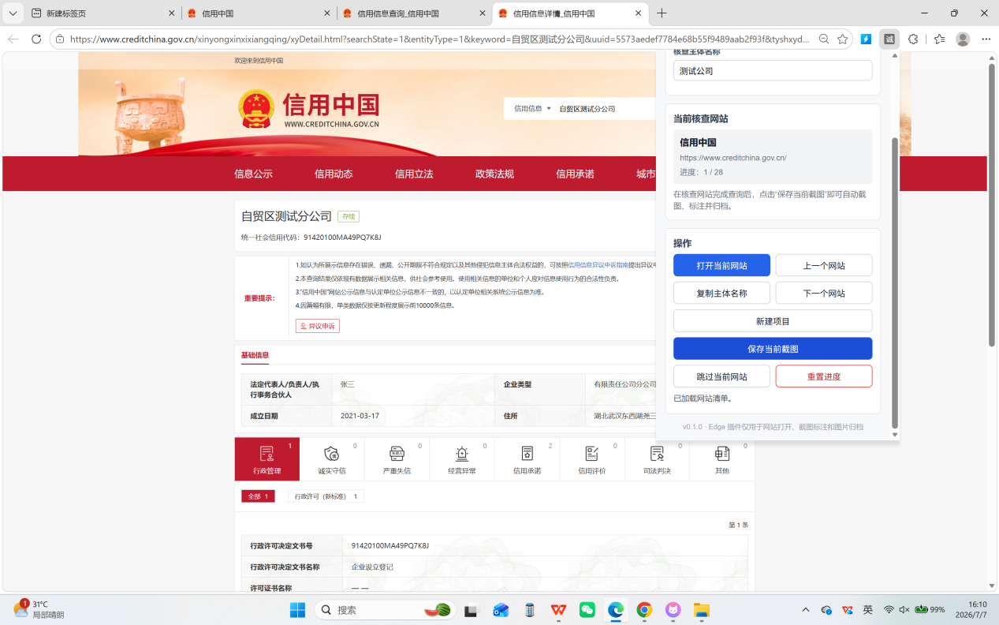 新建标签页
信用中国
信用信息查询_信用中国
信用信息详情_信用中国
https://www.creditchina.gov.cn/xinyongxinxixiangqing/xyDetail.html?searchState=1&entityType=1&keyword=自贸区测试分公司&uuid=5573aedef7784e68b55f9489aab2f93f&tyshxyd...
诚
欢迎来到信用中国
信用中国
WWW.CREDITCHINA.GOV.CN
信用信息
自贸区测试分公司
信息公示
信用动态
信用立法
政策法规
信用承诺
城市
自贸区测试分公司
存续
统一社会信用代码：91420100MA49PQ7K8J
重要提示：
1.如认为所展示信息存在错误、遗漏、公开期限不符合规定以及其他侵犯信息主体合法权益的，可按照信用信息异议申诉指南提出异议申
2.本查询结果仅依现有数据展示相关信息，供社会参考使用。使用相关信息的单位和个人应对信息使用行为的合法性负责。
3."信用中国"网站公示信息与认定单位公示信息不一致的，以认定单位相关系统公示信息为准。
4.因篇幅有限，单类数据仅按更新程度展示前10000条信息。
异议申诉
基础信息
法定代表人/负责人/执行事务合伙人
张三
企业类型
有限责任公司分公司
成立日期
2021-03-17
住所
湖北武汉东西湖尧三
行政管理 1
诚实守信 0
严重失信 0
经营异常 0
信用承诺 2
信用评价 0
司法判决 0
其他 0
全部 1
行政许可（新标准） 1
第 1 条
行政许可决定文书号
91420100MA49PQ7K8J
行政许可决定文书名称
企业设立登记
许可证书名称
— —
核查主体名称
测试公司
当前核查网站
信用中国
https://www.creditchina.gov.cn/
进度：1 / 28
在核查网站完成查询后，点击“保存当前截图”即可自动截
图、标注并归档。
操作
打开当前网站
上一个网站
复制主体名称
下一个网站
新建项目
保存当前截图
跳过当前网站
重置进度
已加载网站清单。
v0.1.0 · Edge 插件仅用于网站打开、截图标注和图片归档
1
31°C
局部晴朗
搜索
英
99%
16:10
2026/7/7